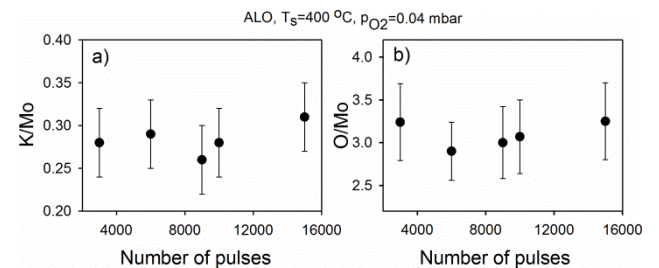 ALO, Ts=400 °C, pO2=0.04 mbar
a)
K/Mo
0.40
0.35
0.30
0.25
0.20
4000 8000 12000 16000
Number of pulses
b)
O/Mo
4.0
3.5
3.0
2.5
4000 8000 12000 16000
Number of pulses